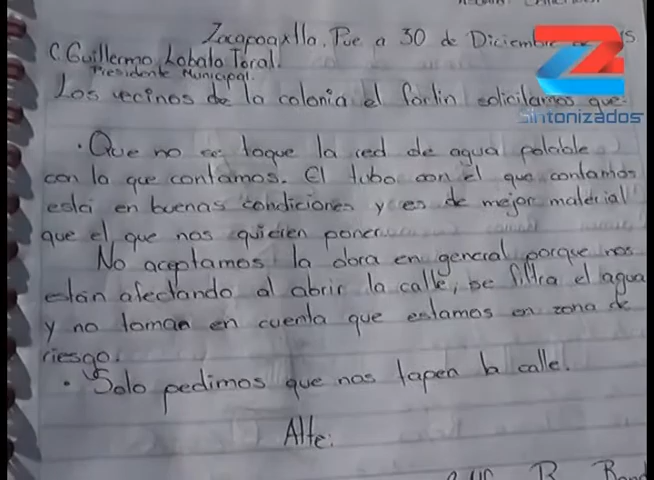 Zacapoaxtla, Pue a 30 de Diciembre
C. Guillermo Lobato Toral.
Presidente Municipal.
Los vecinos de la colonia el fortin solicitamos que:
Sintonizados
• Que no se toque la red de agua potable
con la que contamos. El tubo con el que contamos
está en buenas condiciones y es de mejor material
que el que nos quieren poner
No aceptamos la obra en general porque nos
están afectando al abrir la calle, se filtra el agua
y no toman en cuenta que estamos en zona de
riesgo.
• Solo pedimos que nos tapen la calle.
Atte: